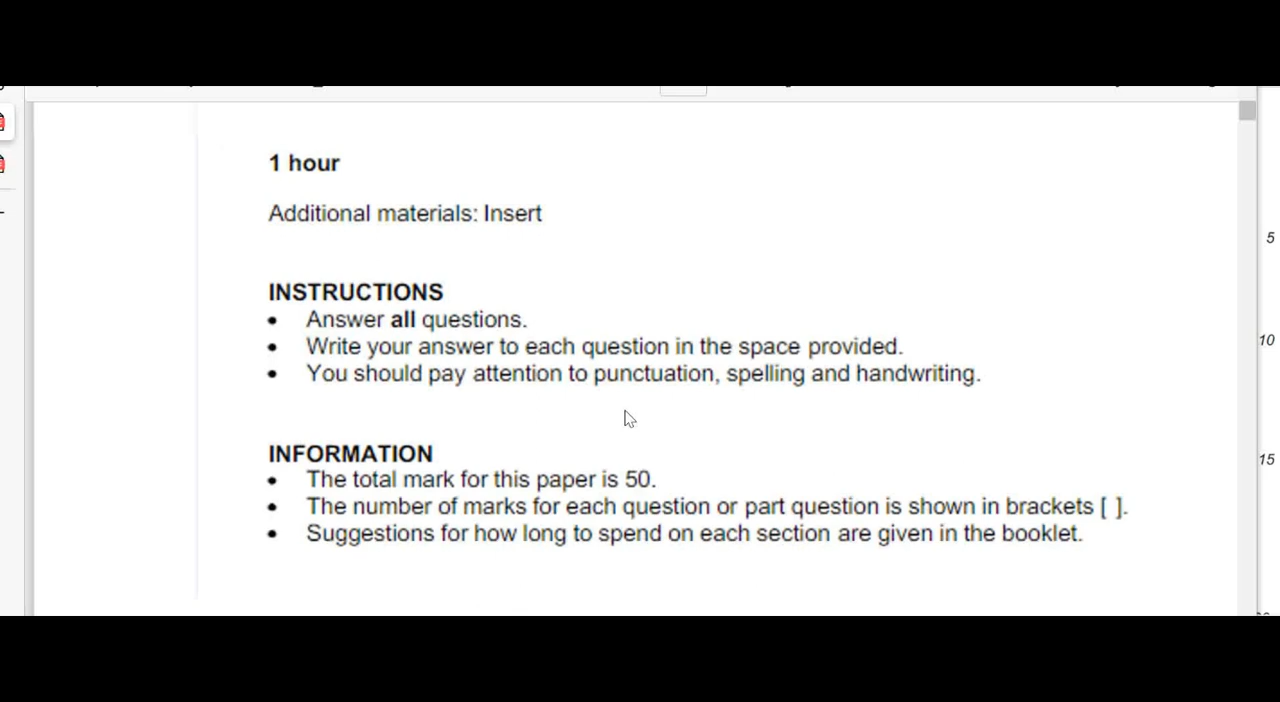 1 hour
Additional materials: Insert
5
INSTRUCTIONS
• Answer all questions.
10
• Write your answer to each question in the space provided.
• You should pay attention to punctuation, spelling and handwriting.
INFORMATION
15
• The total mark for this paper is 50.
• The number of marks for each question or part question is shown in brackets [ ].
• Suggestions for how long to spend on each section are given in the booklet.